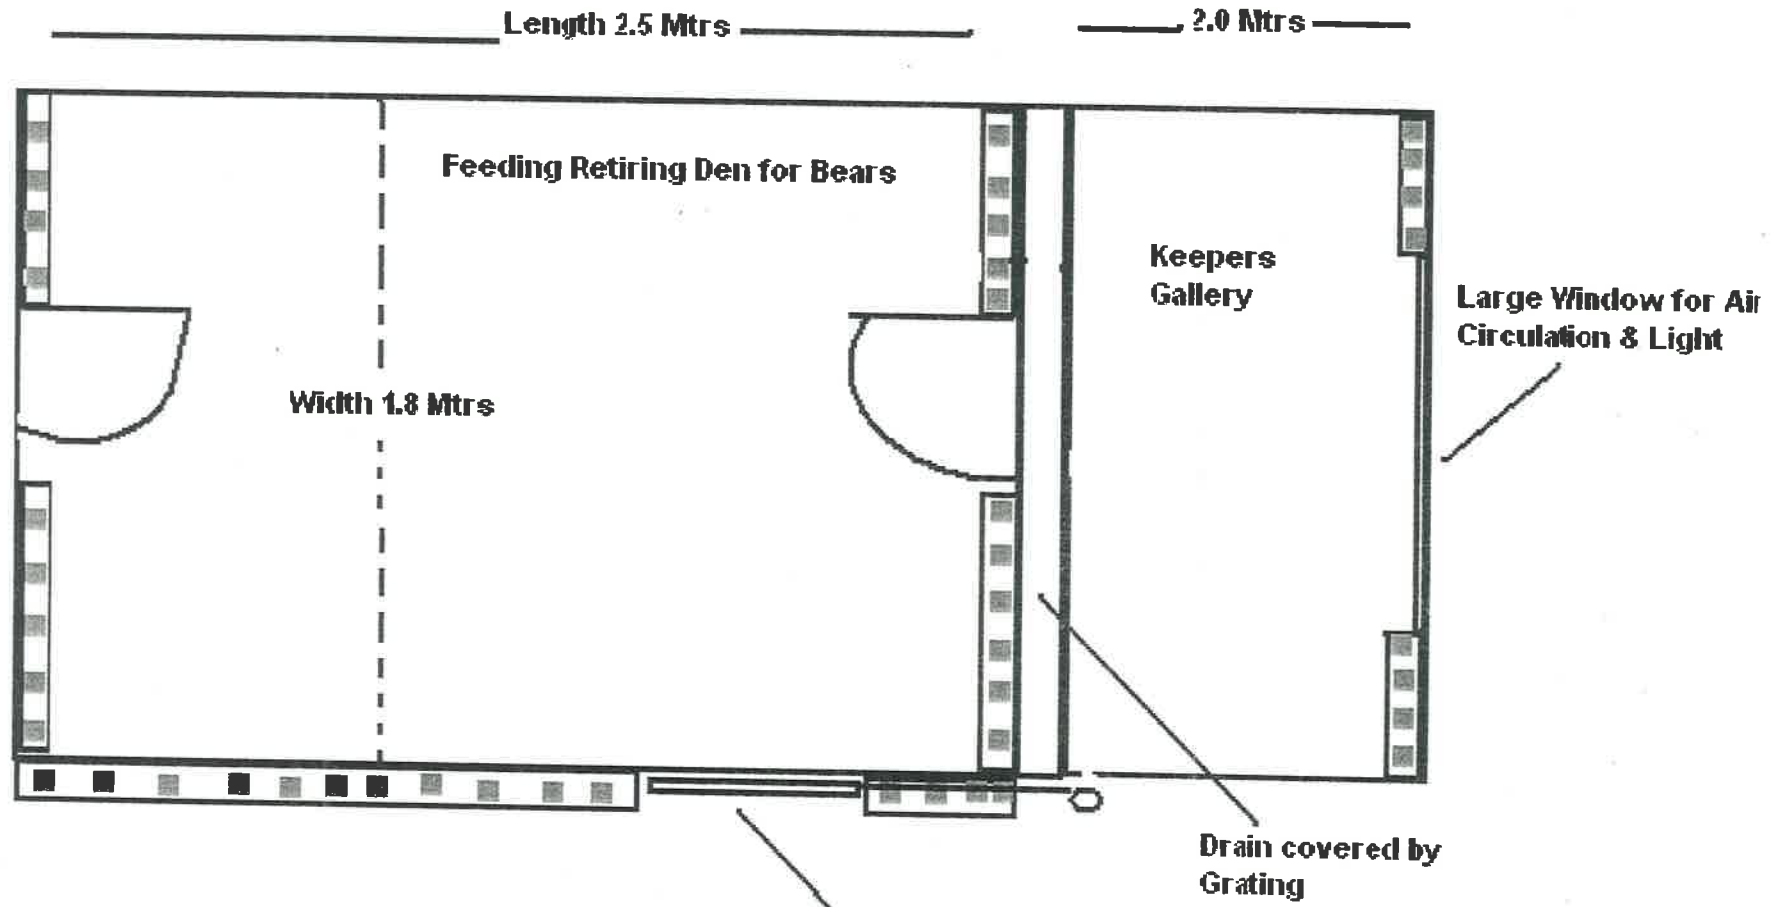 Length 2.5 Mtrs
2.0 Mtrs
Feeding Retiring Den for Bears
Keepers
Gallery
Large Window for Air
Circulation & Light
Width 1.8 Mtrs
Drain covered by
Grating